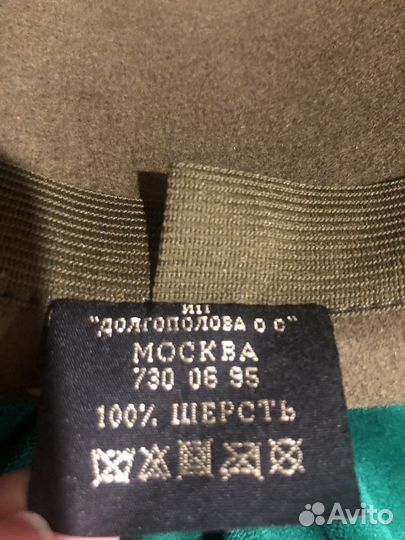 ИП
"ДОЛГОПОЛОВА О С"
МОСКВА
730 06 95
100% ШЕРСТЬ
Avito